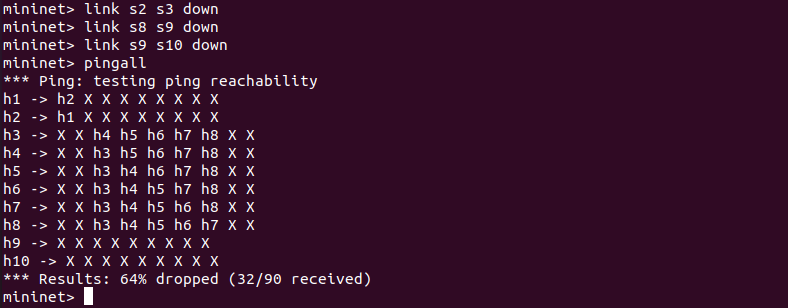 mininet> link s2 s3 down
mininet> link s8 s9 down
mininet> link s9 s10 down
mininet> pingall
*** Ping: testing ping reachability
h1 -> h2 X X X X X X X X
h2 -> h1 X X X X X X X X
h3 -> X X h4 h5 h6 h7 h8 X X
h4 -> X X h3 h5 h6 h7 h8 X X
h5 -> X X h3 h4 h6 h7 h8 X X
h6 -> X X h3 h4 h5 h7 h8 X X
h7 -> X X h3 h4 h5 h6 h8 X X
h8 -> X X h3 h4 h5 h6 h7 X X
h9 -> X X X X X X X X X
h10 -> X X X X X X X X X
*** Results: 64% dropped (32/90 received)
mininet>